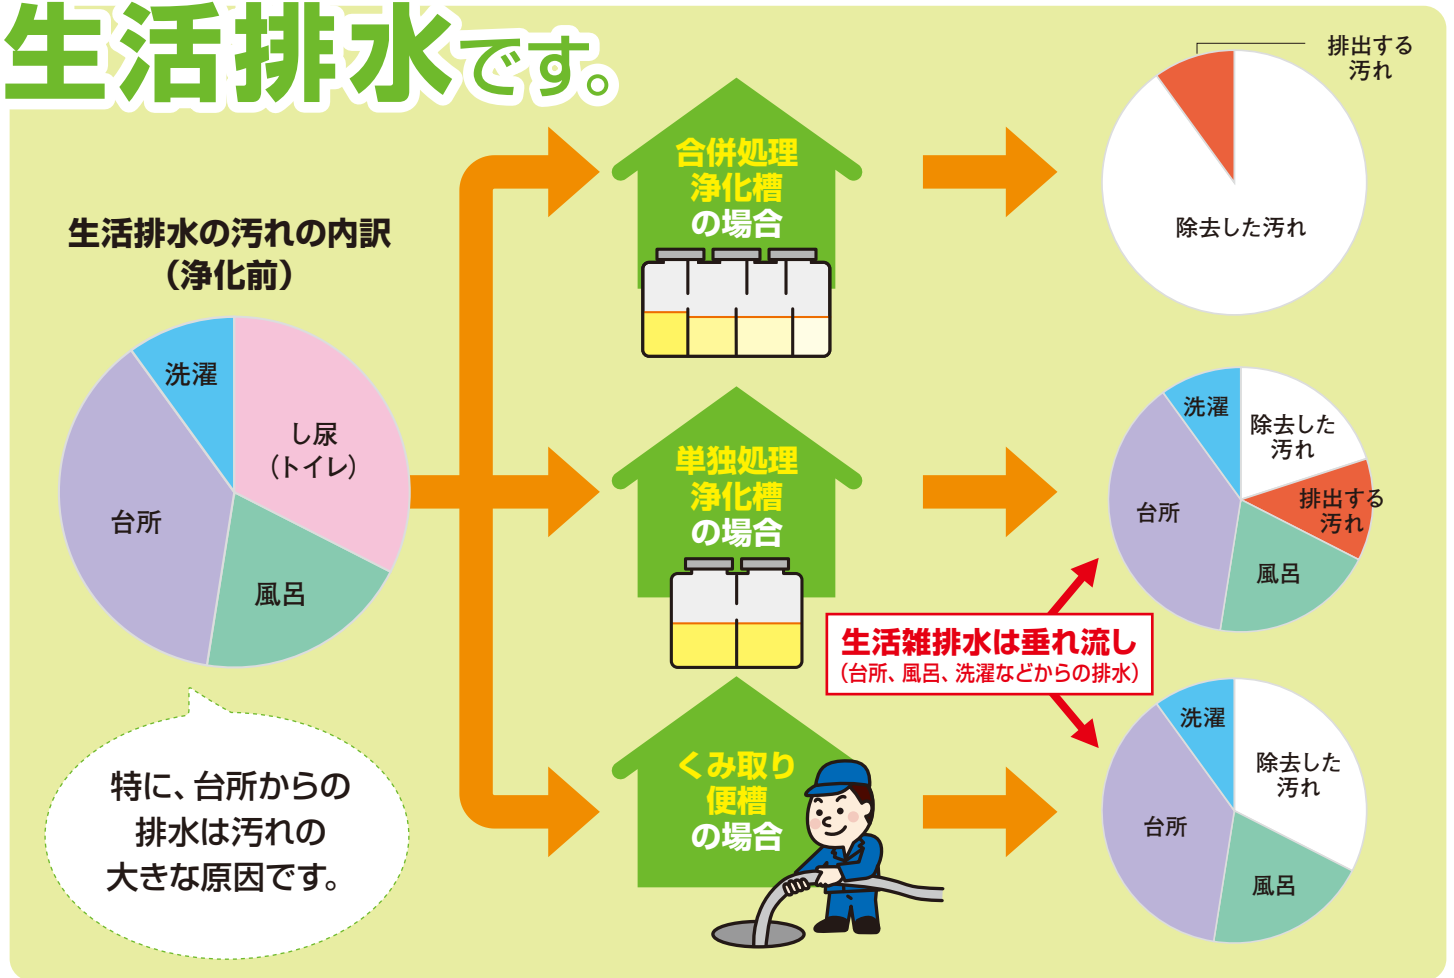 生活排水です。
生活排水の汚れの内訳
（浄化前）
洗濯
し尿
（トイレ）
台所
風呂
特に、台所からの
排水は汚れの
大きな原因です。
合併処理
浄化槽
の場合
排出する
汚れ
除去した汚れ
単独処理
浄化槽
の場合
洗濯
除去した
汚れ
排出する
汚れ
台所
風呂
生活雑排水は垂れ流し
（台所、風呂、洗濯などからの排水）
くみ取り
便槽
の場合
洗濯
除去した
汚れ
台所
風呂